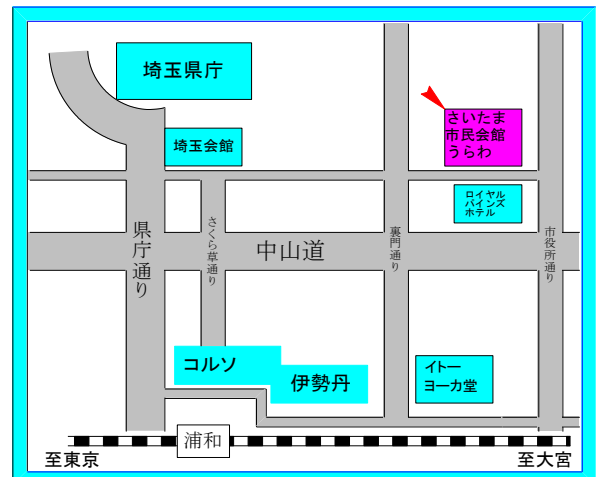 埼玉県庁
さいたま
市民会館
うらわ
埼玉会館
ロイヤル
パインズ
ホテル
県庁通り
さくら草通り
中山道
裏門通り
市役所通り
コルソ
伊勢丹
イトー
ヨーカ堂
浦和
至東京
至大宮